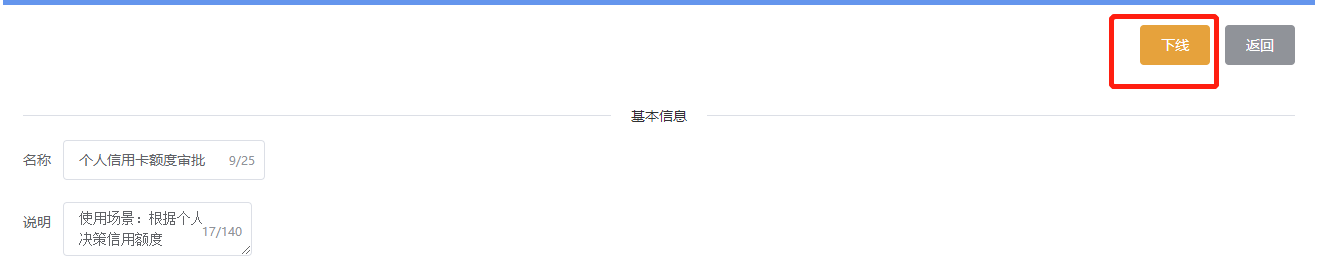 下线 返回
基本信息
名称 个人信用卡额度审批 9/25
说明 使用场景：根据个人
决策信用额度 17/140